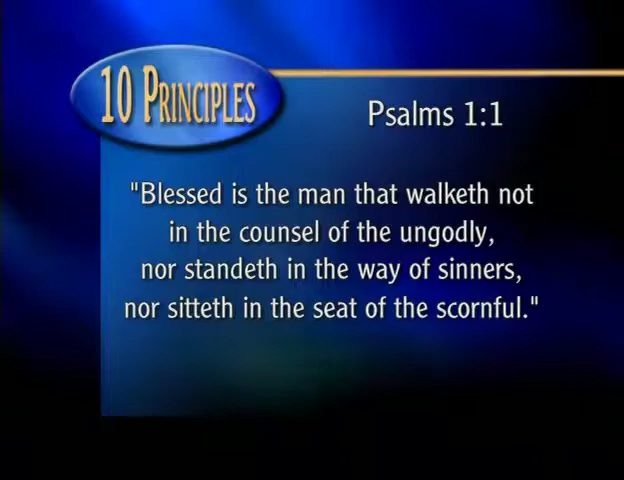 10 PRINCIPLES
Psalms 1:1
"Blessed is the man that walketh not
in the counsel of the ungodly,
nor standeth in the way of sinners,
nor sitteth in the seat of the scornful."